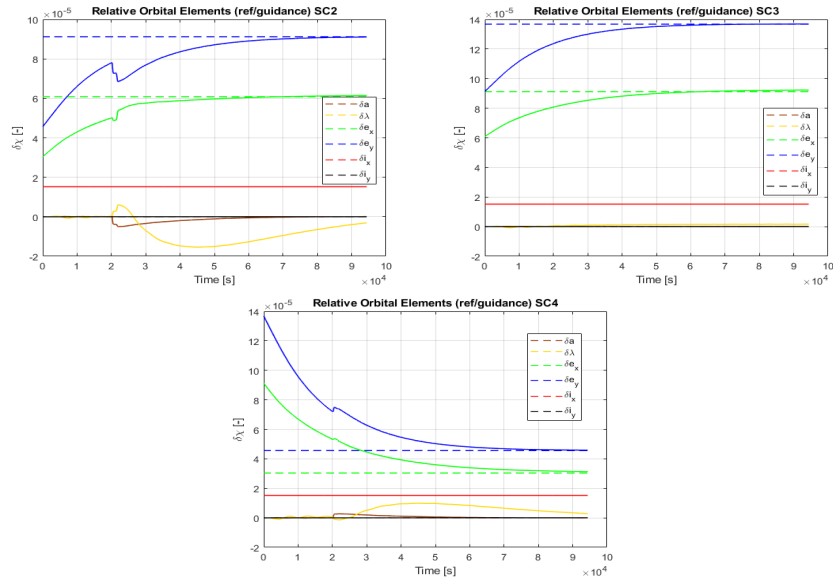 Relative Orbital Elements (ref/guidance) SC2
× 10^-5
10
8
6
4
2
0
-2
δχ [-]
0
1
2
3
4
5
6
7
8
9
10
Time [s]
× 10^4
δa
δλ
δe_x
δe_y
δi_x
δi_y
Relative Orbital Elements (ref/guidance) SC3
× 10^-5
14
12
10
8
6
4
2
0
-2
δχ [-]
0
1
2
3
4
5
6
7
8
9
10
Time [s]
× 10^4
δa
δλ
δe_x
δe_y
δi_x
δi_y
Relative Orbital Elements (ref/guidance) SC4
× 10^-5
14
12
10
8
6
4
2
0
-2
δχ [-]
0
1
2
3
4
5
6
7
8
9
10
Time [s]
× 10^4
δa
δλ
δe_x
δe_y
δi_x
δi_y